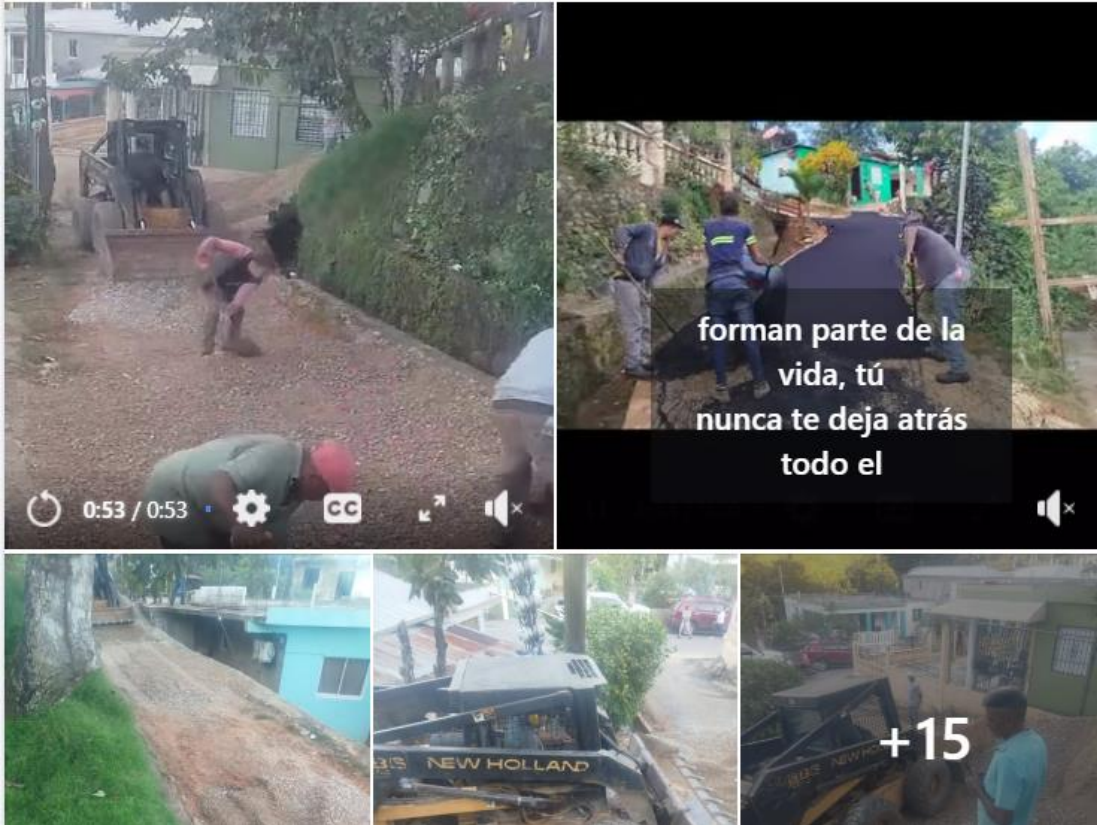 forman parte de la
vida, tú
nunca te deja atrás
todo el
0:53 / 0:53
CC
NEW HOLLAND
+15